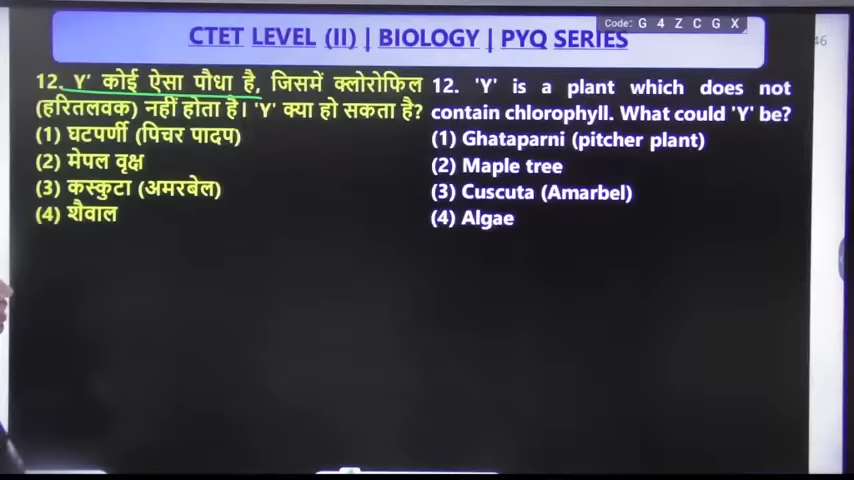 CTET LEVEL (II) | BIOLOGY | PYQ SERIES
Code: G 4 Z C G X
46
12. Y' कोई ऐसा पौधा है, जिसमें क्लोरोफिल
(हरितलवक) नहीं होता है। 'Y' क्या हो सकता है?
(1) घटपर्णी (पिचर पादप)
(2) मेपल वृक्ष
(3) कस्कुटा (अमरबेल)
(4) शैवाल
12. 'Y' is a plant which does not
contain chlorophyll. What could 'Y' be?
(1) Ghataparni (pitcher plant)
(2) Maple tree
(3) Cuscuta (Amarbel)
(4) Algae